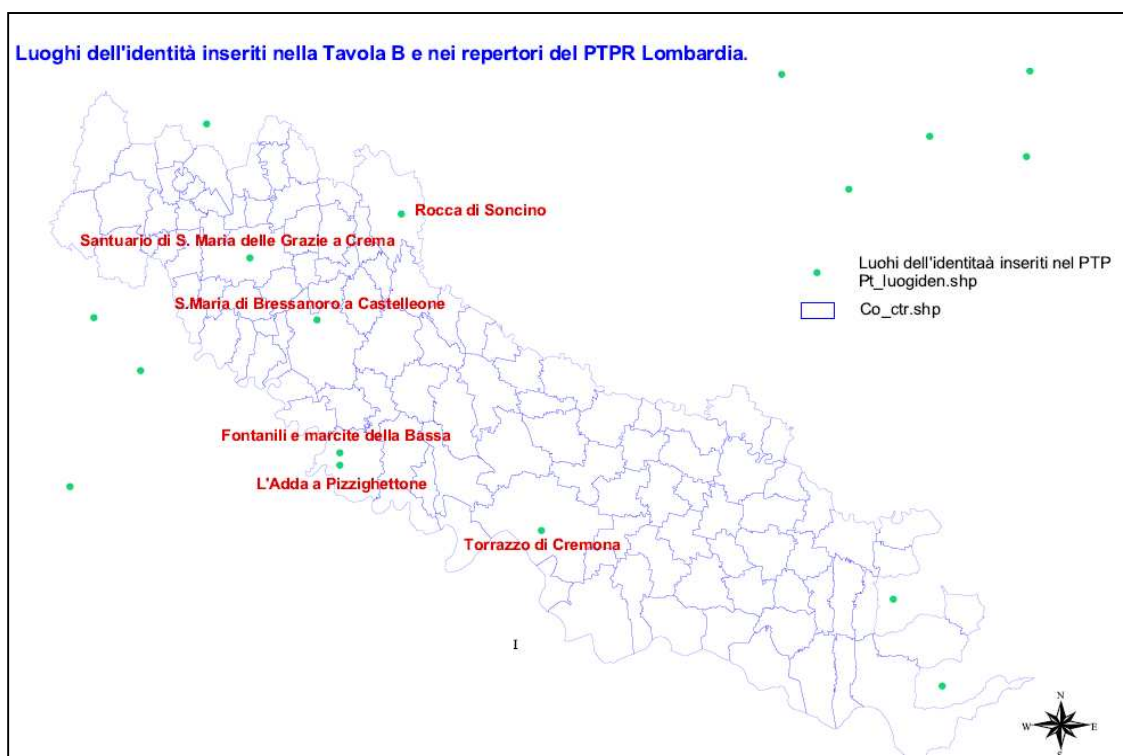 Luoghi dell'identità inseriti nella Tavola B e nei repertori del PTPR Lombardia.
Rocca di Soncino
Santuario di S. Maria delle Grazie a Crema
Luohi dell'identitaà inseriti nel PTP
Pt_luogiden.shp
S.Maria di Bressanoro a Castelleone
Co_ctr.shp
Fontanili e marcite della Bassa
L'Adda a Pizzighettone
Torrazzo di Cremona
I
N
W E
S